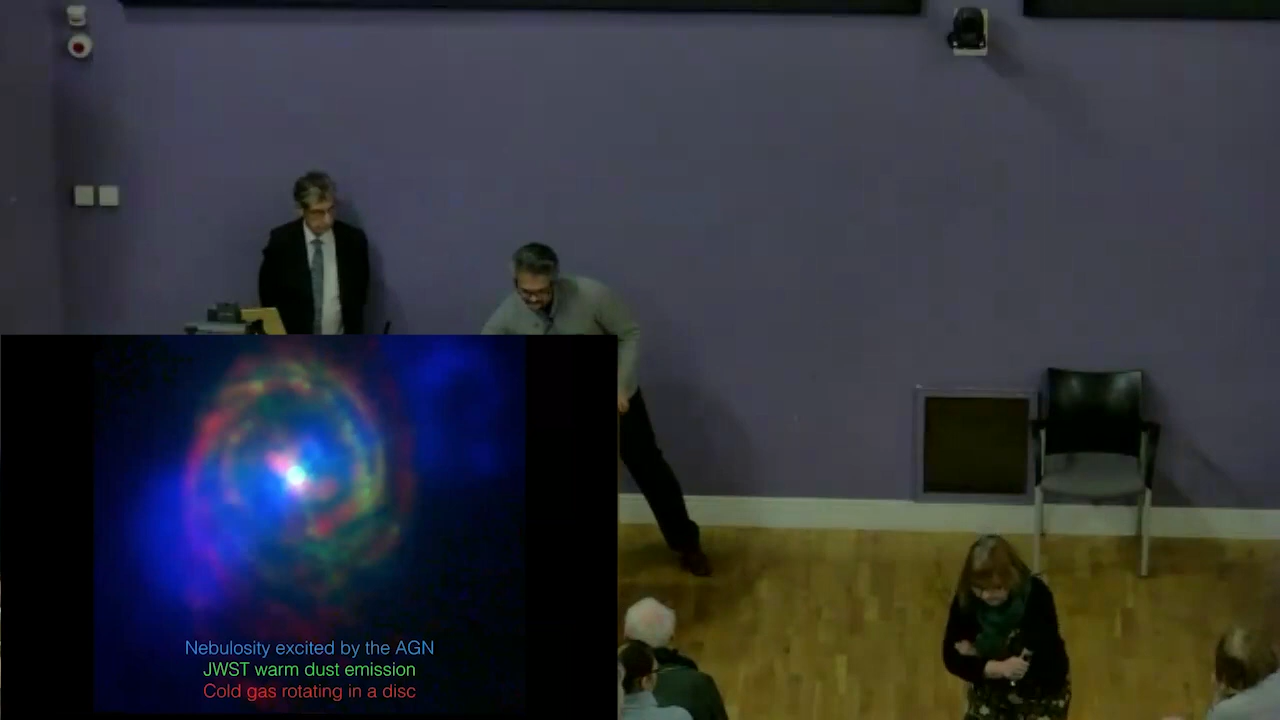 Nebulosity excited by the AGN
JWST warm dust emission
Cold gas rotating in a disc